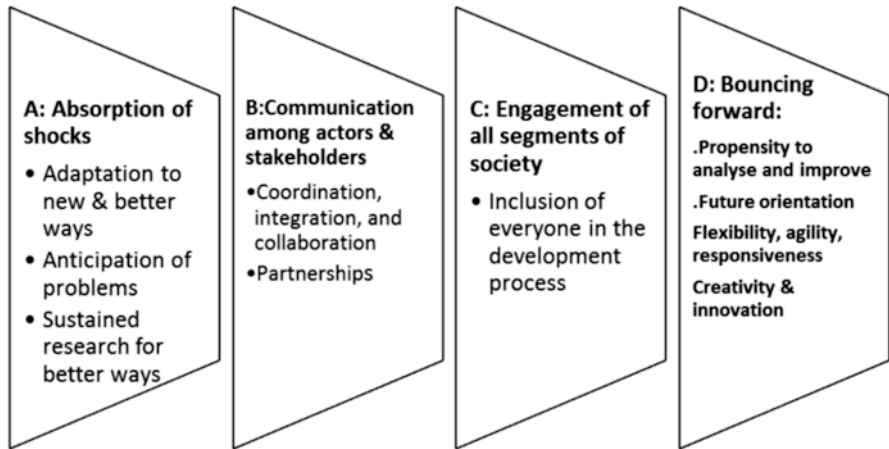 A: Absorption of
shocks
• Adaptation to
new & better
ways
• Anticipation of
problems
• Sustained
research for
better ways
B:Communication
among actors &
stakeholders
•Coordination,
integration, and
collaboration
•Partnerships
C: Engagement of
all segments of
society
• Inclusion of
everyone in the
development
process
D: Bouncing
forward:
.Propensity to
analyse and improve
.Future orientation
Flexibility, agility,
responsiveness
Creativity &
innovation